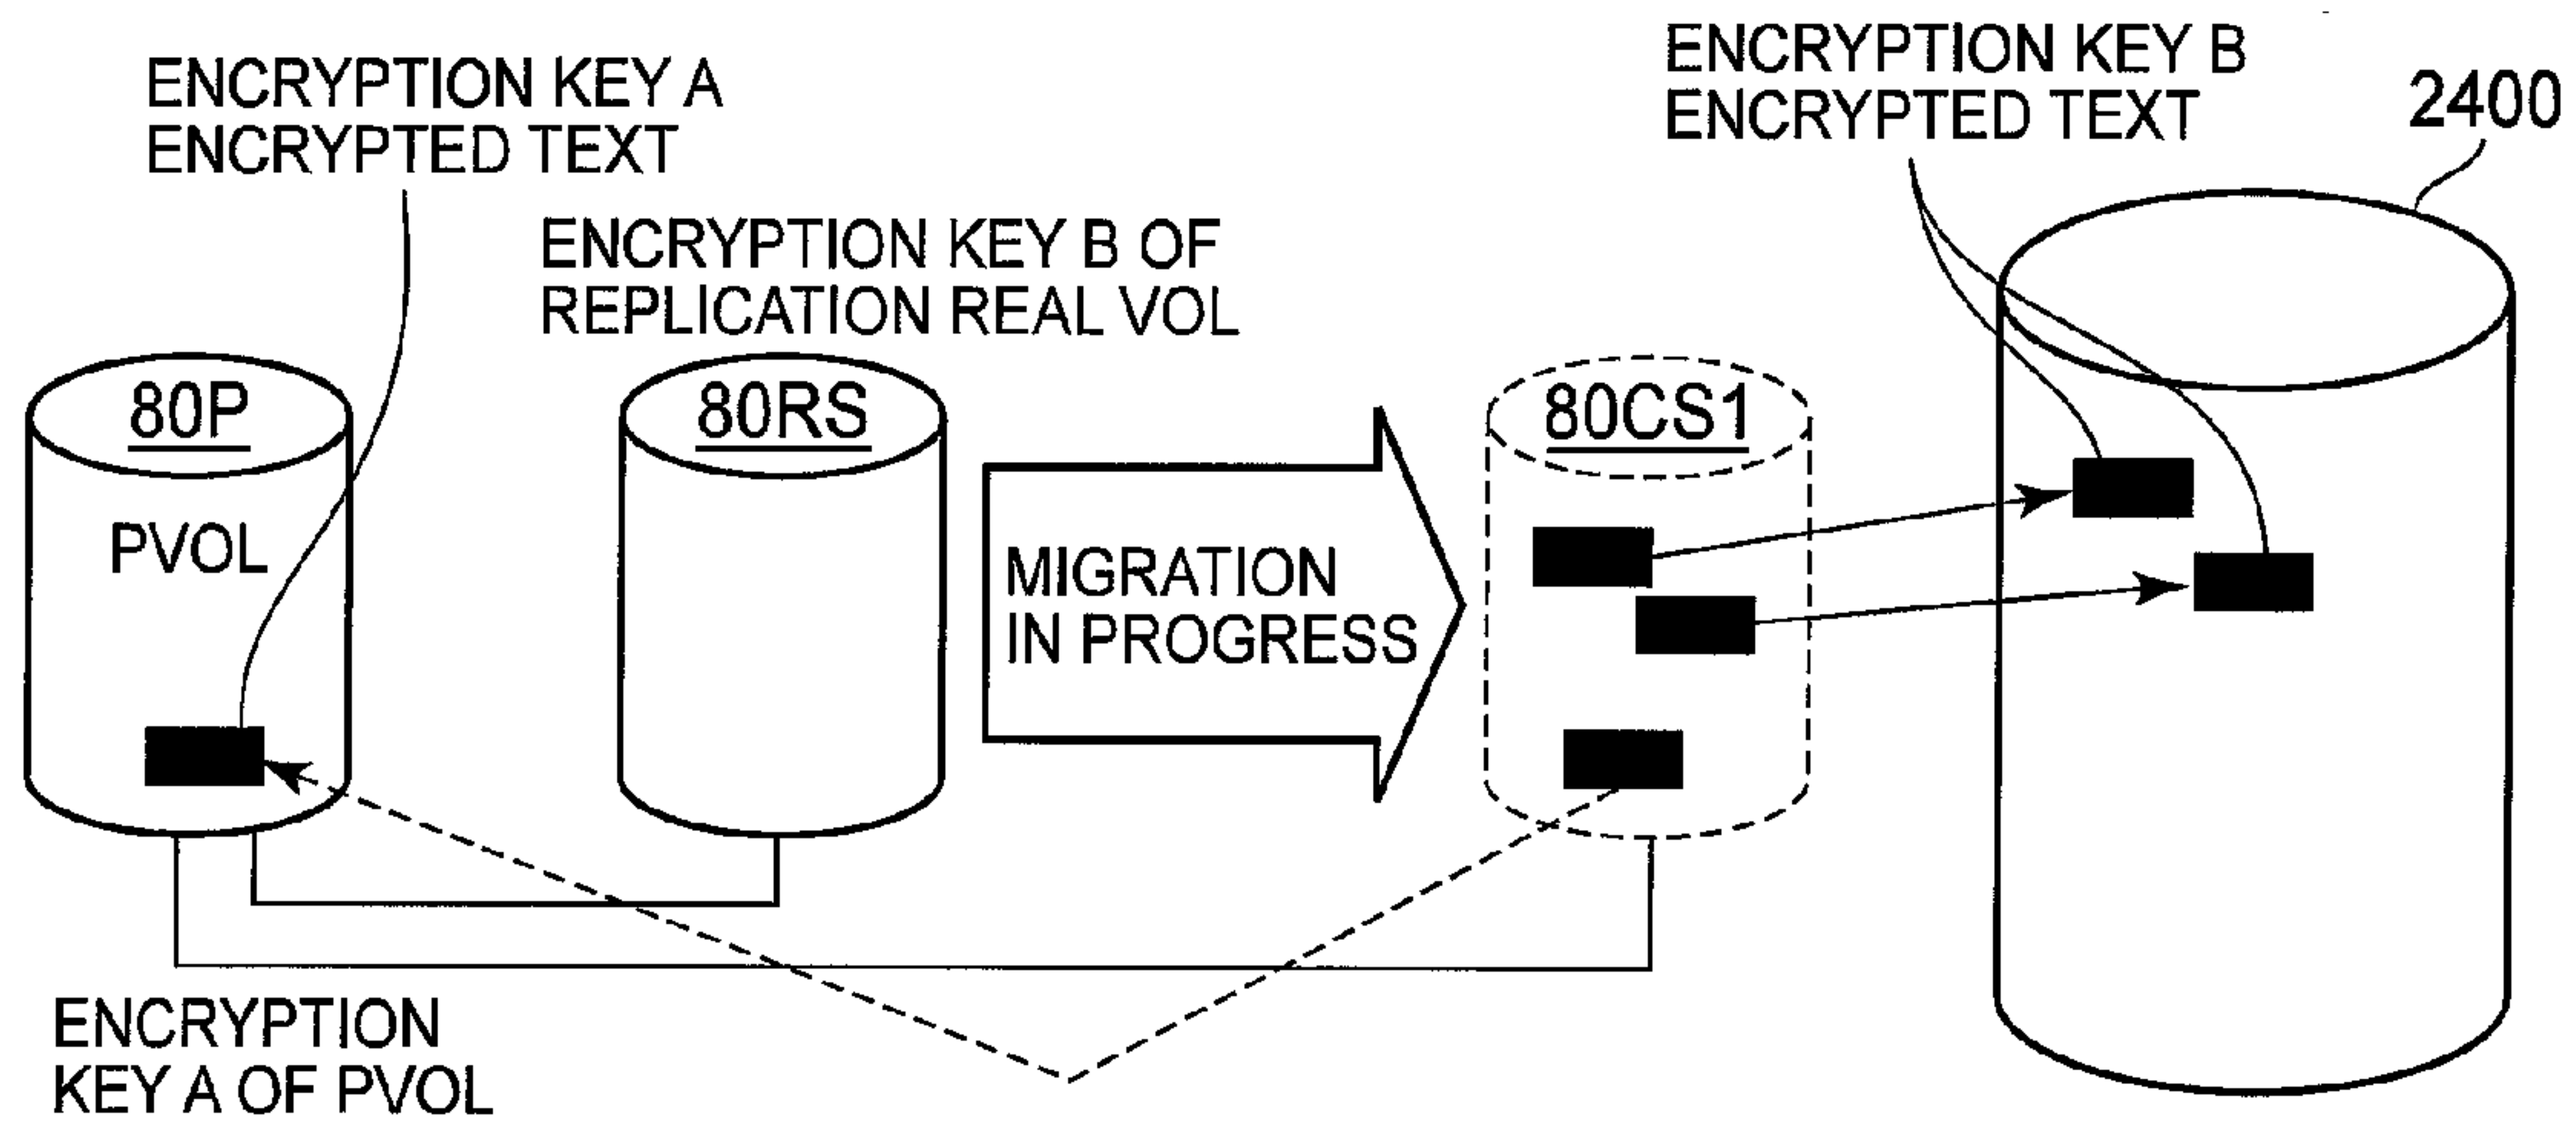 ENCRYPTION KEY A
ENCRYPTED TEXT
ENCRYPTION KEY B
ENCRYPTED TEXT
2400
ENCRYPTION KEY B OF
REPLICATION REAL VOL
80P
80RS
80CS1
PVOL
MIGRATION
IN PROGRESS
ENCRYPTION
KEY A OF PVOL